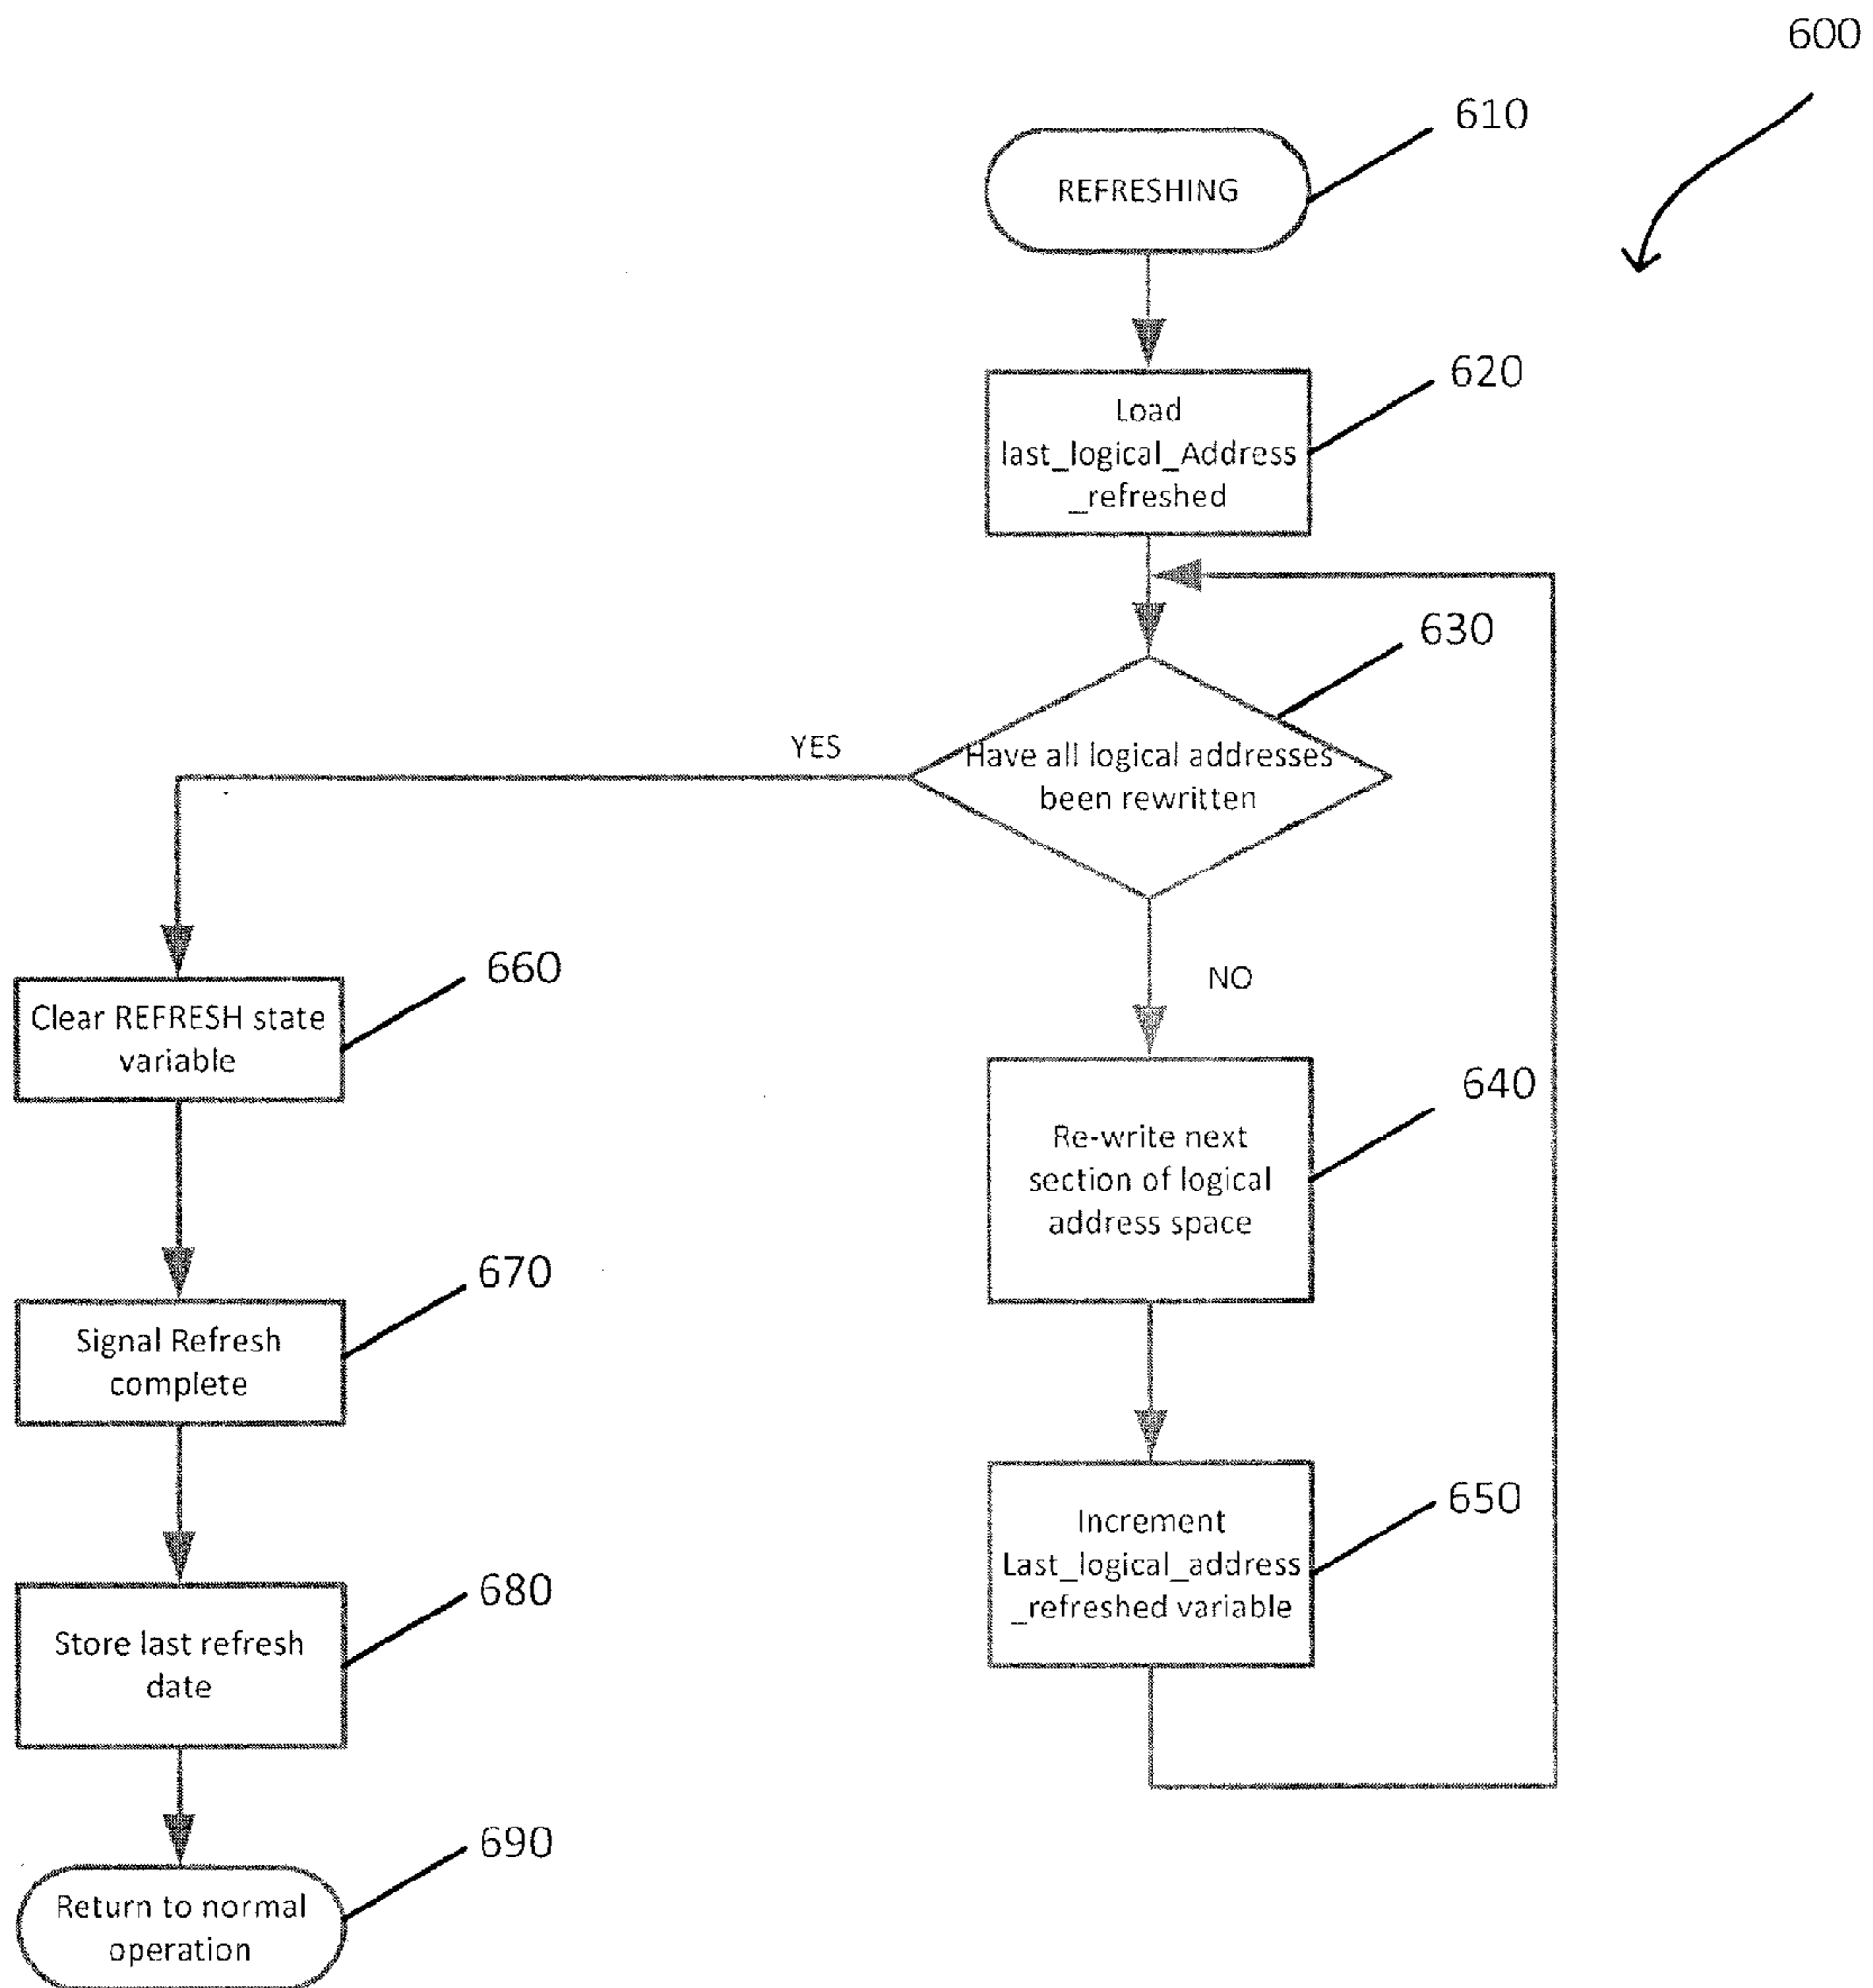 600
610
REFRESHING
620
Load
last_logical_Address
_refreshed
630
Have all logical addresses
been rewritten
YES
NO
640
Re-write next
section of logical
address space
650
Increment
Last_logical_address
_refreshed variable
660
Clear REFRESH state
variable
670
Signal Refresh
complete
680
Store last refresh
date
690
Return to normal
operation